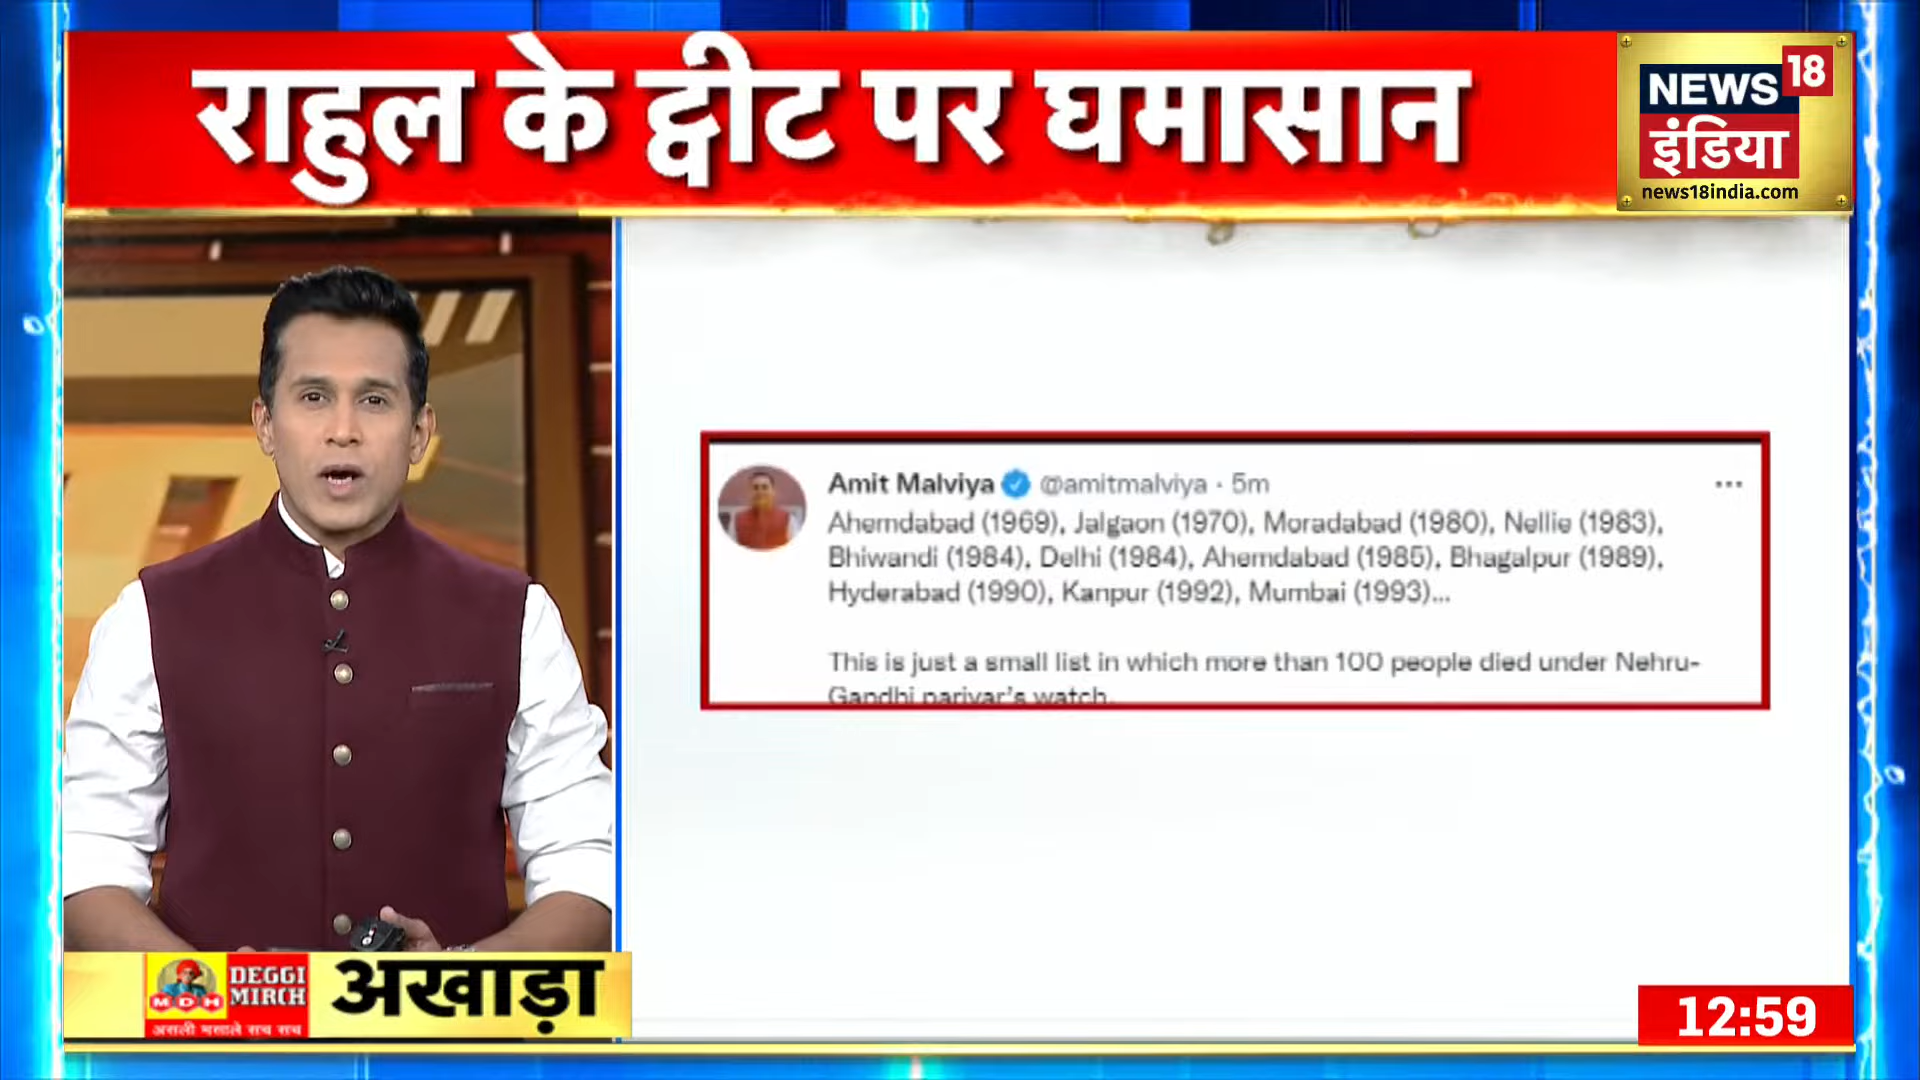 राहुल के ट्वीट पर घमासान
NEWS 18
इंडिया
news18india.com
Amit Malviya @amitmalviya · 5m
Ahemdabad (1969), Jalgaon (1970), Moradabad (1980), Nellie (1983),
Bhiwandi (1984), Delhi (1984), Ahemdabad (1985), Bhagalpur (1989),
Hyderabad (1990), Kanpur (1992), Mumbai (1993)...
This is just a small list in which more than 100 people died under Nehru-
Gandhi parivar's watch.
MDH
DEGGI
MIRCH
असली मसाले सच सच
अखाड़ा
12:59